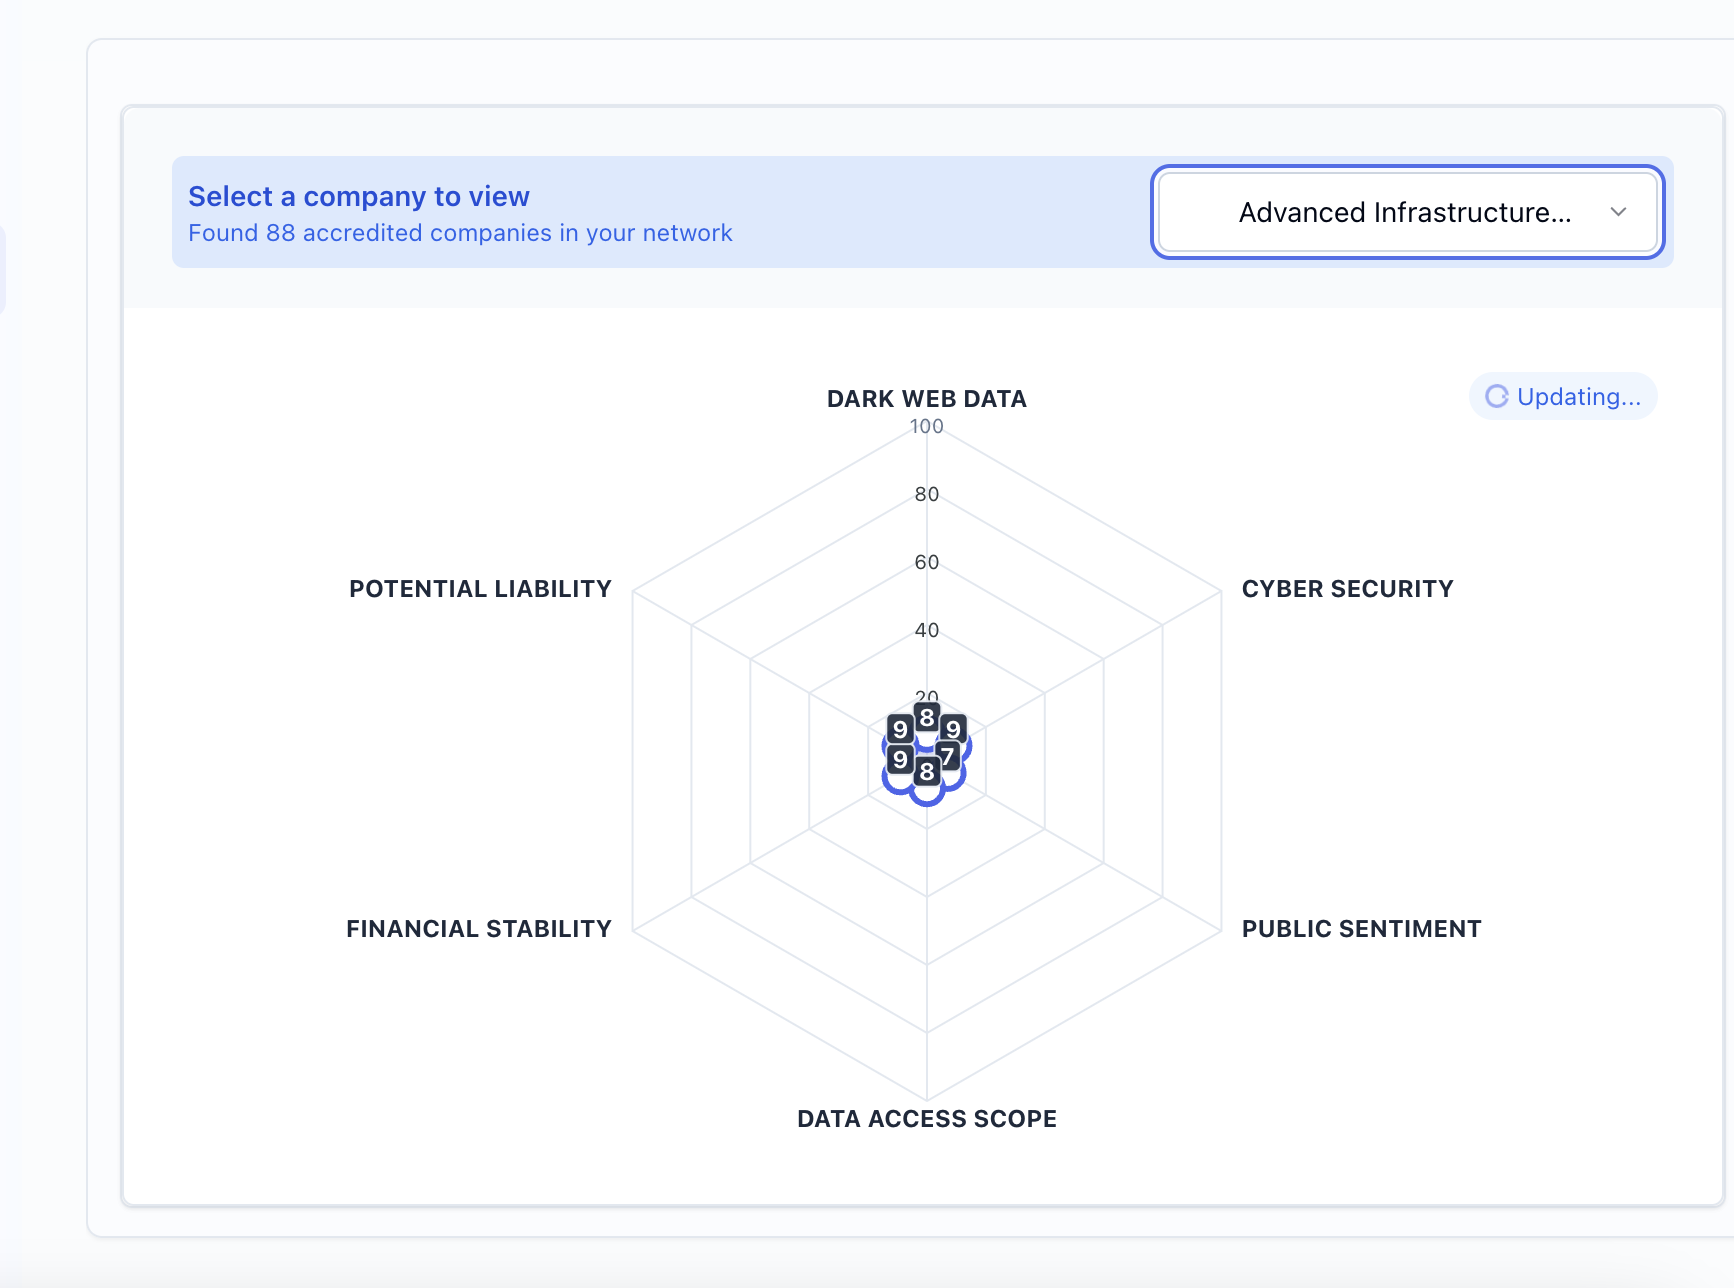 Select a company to view
Found 88 accredited companies in your network
Advanced Infrastructure...
Updating...
DARK WEB DATA
100
80
60
40
20
POTENTIAL LIABILITY
CYBER SECURITY
9
8
9
9
7
8
FINANCIAL STABILITY
PUBLIC SENTIMENT
DATA ACCESS SCOPE